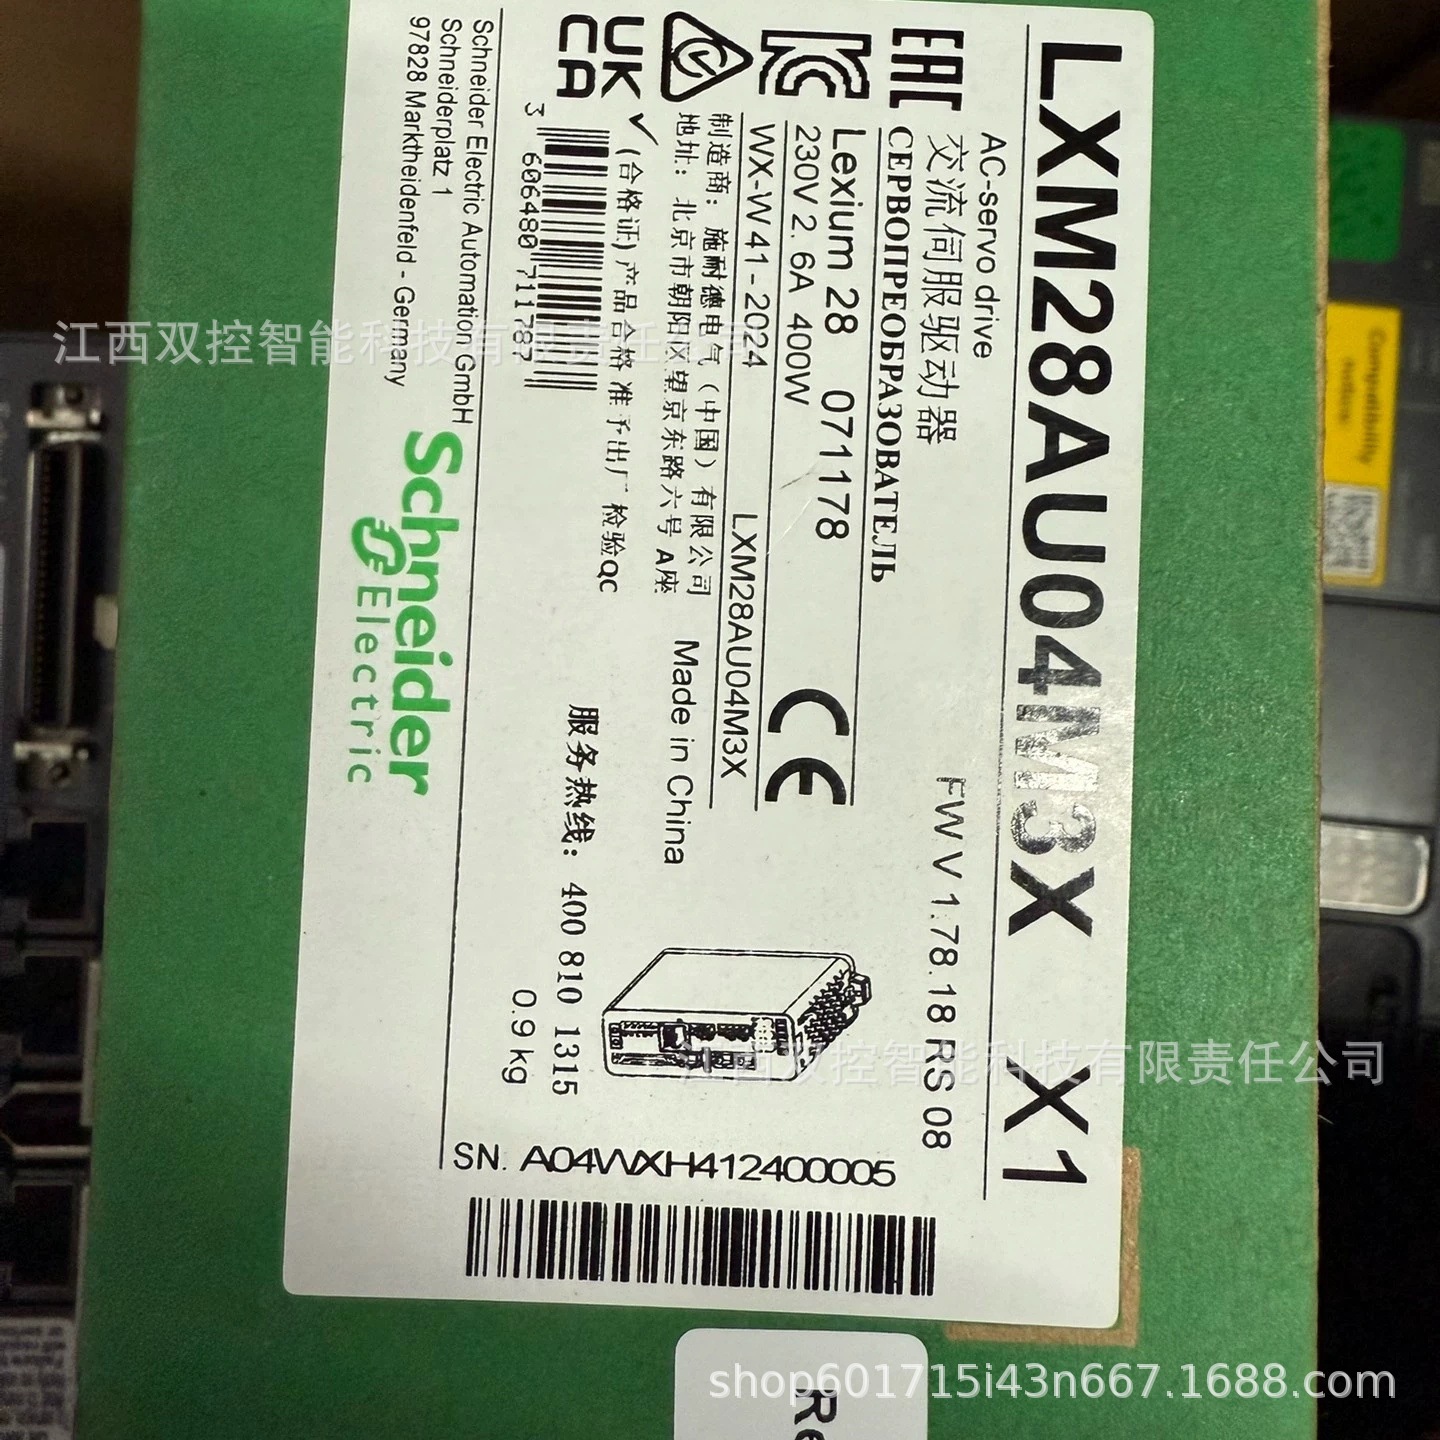 LXM28AU04M3X X1
AC-servo drive
交流伺服驱动器
FW V 1.78.18 RS 08
СЕРВОПРЕОБРАЗОВАТЕЛЬ
EAC
Lexium 28 071178
230V 2.6A 400W
CE
WX-W41-2024 LXM28AU04M3X
制造商：施耐德电气（中国）有限公司
地址：北京市朝阳区望京东路六号A座 Made in China
UK
CA
(合格证)产品合格准予出厂 检验QC
服务热线：400 810 1315
3 606480 711787
0.9 kg
Schneider Electric Automation GmbH
Schneiderplatz 1
97828 Marktheidenfeld - Germany
Schneider
Electric
SN. A04WXH412400005
Re
Compatibility
江西双控智能科技有限责任公司
江西双控智能科技有限责任公司
shop601715i43n667.1688.com